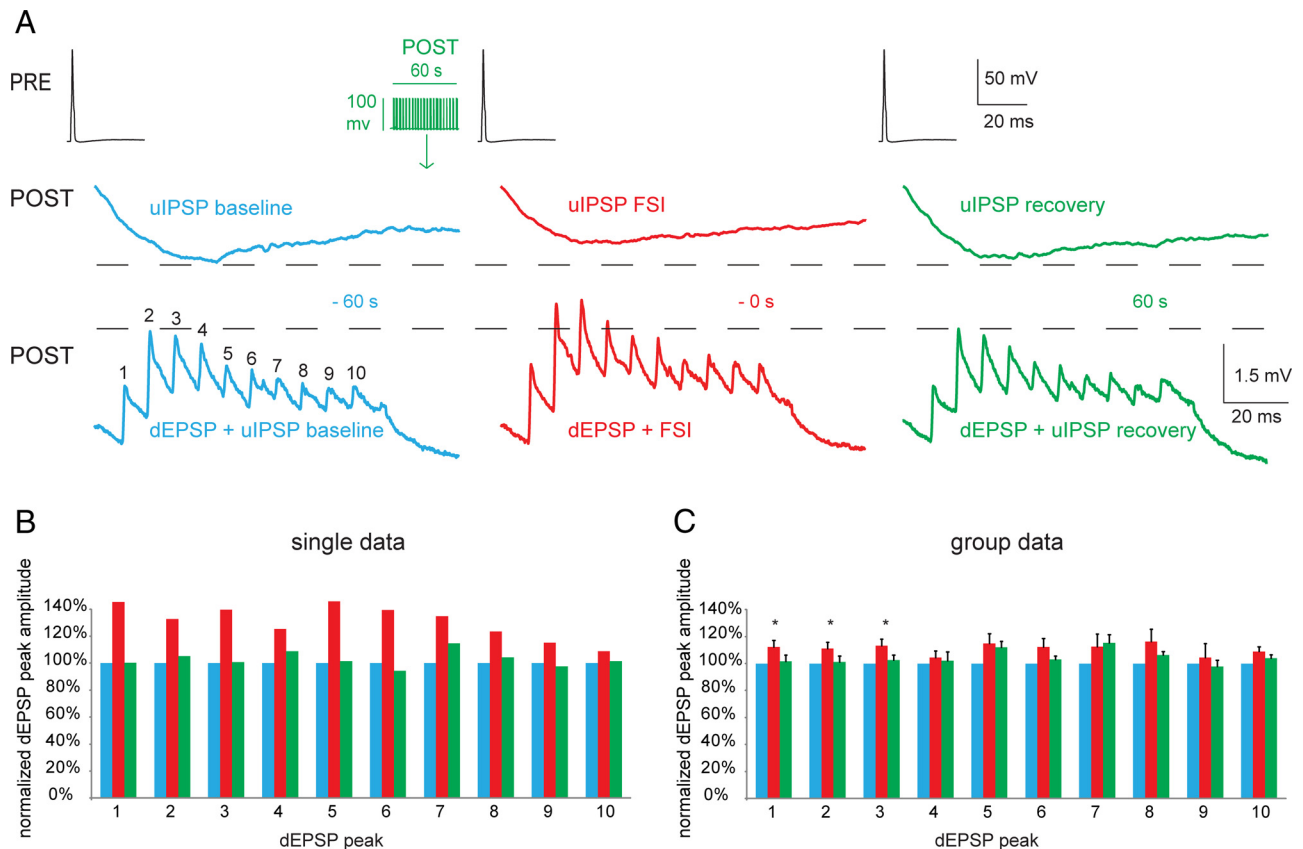 A
PRE
POST
60 s
100
mv
50 mV
20 ms
POST
uIPSP baseline
uIPSP FSI
uIPSP recovery
- 60 s
- 0 s
60 s
POST
1
2
3
4
5
6
7
8
9
10
1.5 mV
20 ms
dEPSP + uIPSP baseline
dEPSP + FSI
dEPSP + uIPSP recovery
B
single data
normalized dEPSP peak amplitude
140%
120%
100%
80%
60%
40%
20%
0%
1 2 3 4 5 6 7 8 9 10
dEPSP peak
C
group data
normalized dEPSP peak amplitude
140%
120%
100%
80%
60%
40%
20%
0%
* * *
1 2 3 4 5 6 7 8 9 10
dEPSP peak